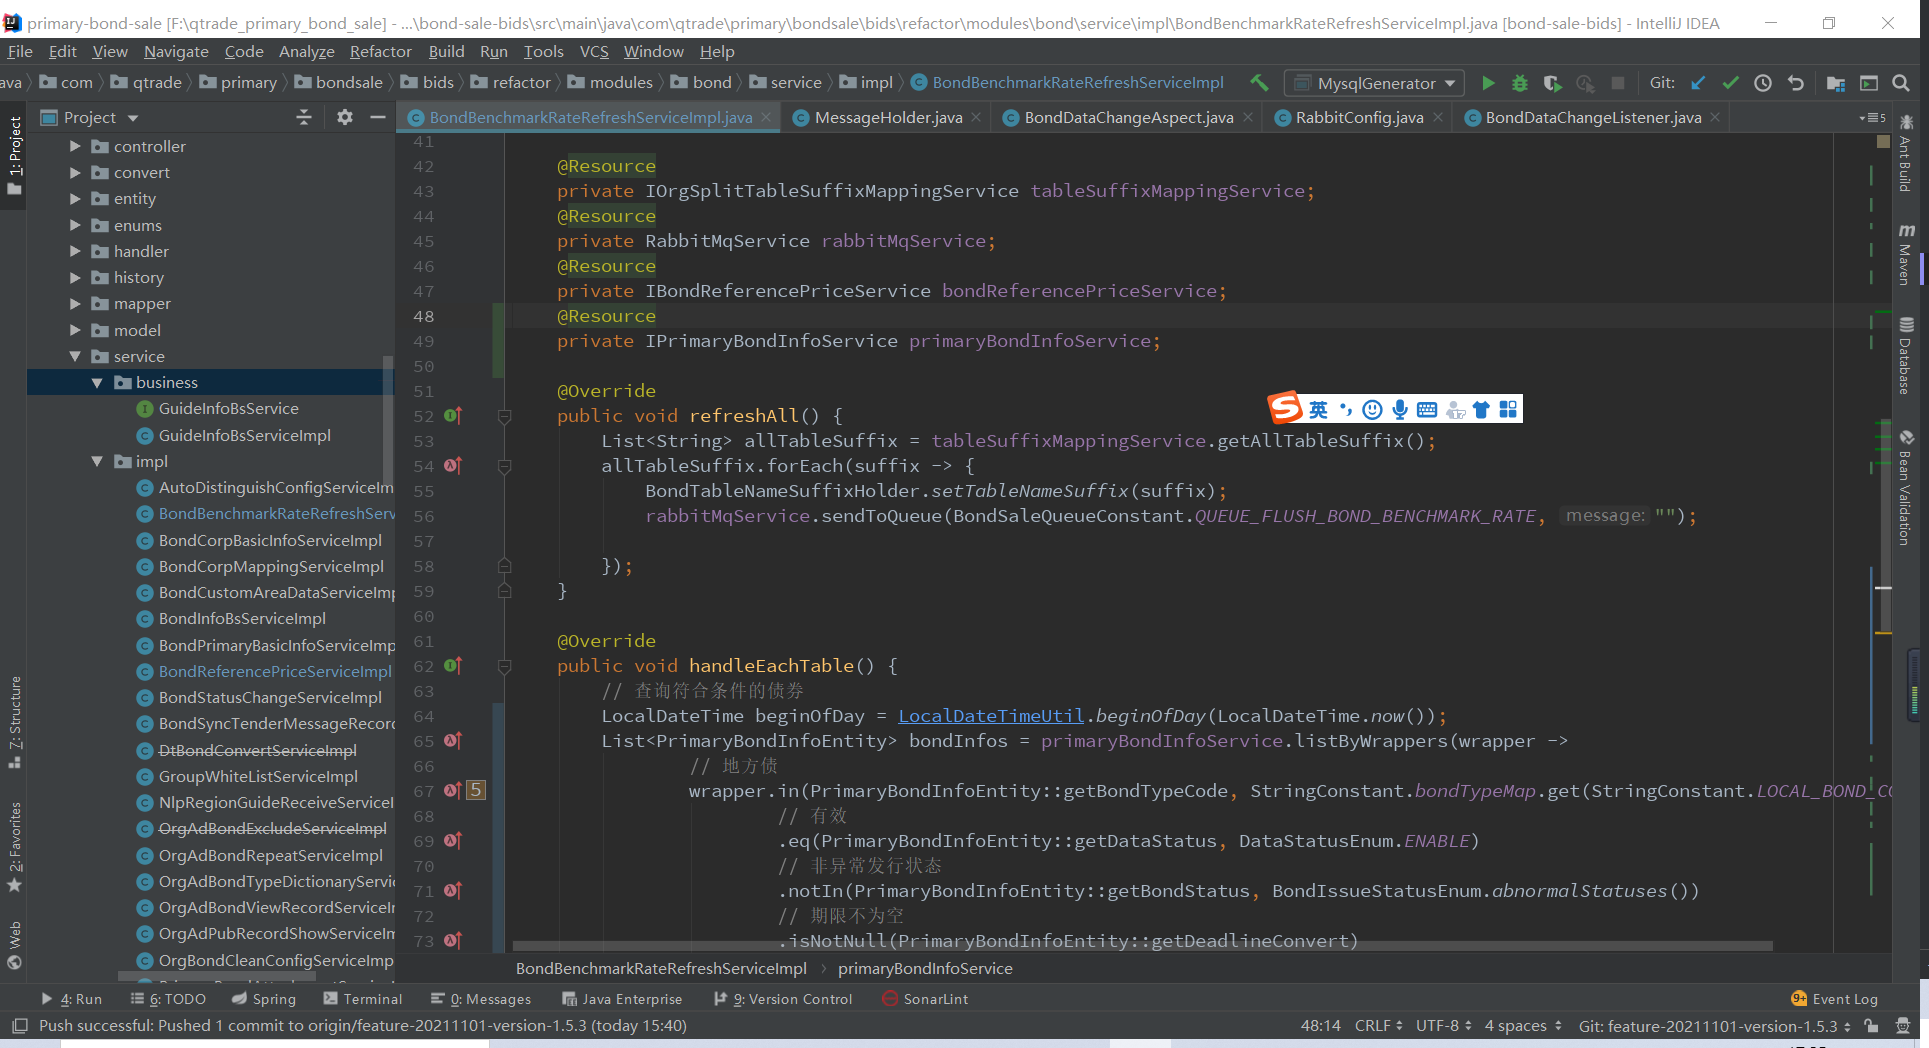 primary-bond-sale [F:\qtrade_primary_bond_sale] - ...\bond-sale-bids\src\main\java\com\qtrade\primary\bondsale\bids\refactor\modules\bond\service\impl\BondBenchmarkRateRefreshServiceImpl.java [bond-sale-bids] - IntelliJ IDEA
File Edit View Navigate Code Analyze Refactor Build Run Tools VCS Window Help
ava com qtrade primary bondsale bids refactor modules bond service impl BondBenchmarkRateRefreshServiceImpl MysqlGenerator Git:
Project
BondBenchmarkRateRefreshServiceImpl.java MessageHolder.java BondDataChangeAspect.java RabbitConfig.java BondDataChangeListener.java 5
1: Project
7: Structure
2: Favorites
Web
controller
convert
entity
enums
handler
history
mapper
model
service
business
GuideInfoBsService
GuideInfoBsServiceImpl
impl
AutoDistinguishConfigServiceIm
BondBenchmarkRateRefreshServ
BondCorpBasicInfoServiceImpl
BondCorpMappingServiceImpl
BondCustomAreaDataServiceImp
BondInfoBsServiceImpl
BondPrimaryBasicInfoServiceImp
BondReferencePriceServiceImpl
BondStatusChangeServiceImpl
BondSyncTenderMessageRecord
DtBondConvertServiceImpl
GroupWhiteListServiceImpl
NlpRegionGuideReceiveServiceI
OrgAdBondExcludeServiceImpl
OrgAdBondRepeatServiceImpl
OrgAdBondTypeDictionaryServic
OrgAdBondViewRecordServiceIm
OrgAdPubRecordShowServiceIm
OrgBondCleanConfigServiceImp
41
42 @Resource
43 private IOrgSplitTableSuffixMappingService tableSuffixMappingService;
44 @Resource
45 private RabbitMqService rabbitMqService;
46 @Resource
47 private IBondReferencePriceService bondReferencePriceService;
48 @Resource
49 private IPrimaryBondInfoService primaryBondInfoService;
50
51 @Override
52 public void refreshAll() {
53 List<String> allTableSuffix = tableSuffixMappingService.getAllTableSuffix();
54 allTableSuffix.forEach(suffix -> {
55 BondTableNameSuffixHolder.setTableNameSuffix(suffix);
56 rabbitMqService.sendToQueue(BondSaleQueueConstant.QUEUE_FLUSH_BOND_BENCHMARK_RATE, message: "");
57
58 });
59 }
60
61 @Override
62 public void handleEachTable() {
63 // 查询符合条件的债券
64 LocalDateTime beginOfDay = LocalDateTimeUtil.beginOfDay(LocalDateTime.now());
65 List<PrimaryBondInfoEntity> bondInfos = primaryBondInfoService.listByWrappers(wrapper ->
66 // 地方债
67 5 wrapper.in(PrimaryBondInfoEntity::getBondTypeCode, StringConstant.bondTypeMap.get(StringConstant.LOCAL_BOND_CO
68 // 有效
69 .eq(PrimaryBondInfoEntity::getDataStatus, DataStatusEnum.ENABLE)
70 // 非异常发行状态
71 .notIn(PrimaryBondInfoEntity::getBondStatus, BondIssueStatusEnum.abnormalStatuses())
72 // 期限不为空
73 .isNotNull(PrimaryBondInfoEntity::getDeadlineConvert)
英
Ant Build
Maven
Database
Bean Validation
BondBenchmarkRateRefreshServiceImpl primaryBondInfoService
4: Run 6: TODO Spring Terminal 0: Messages Java Enterprise 9: Version Control SonarLint 9+ Event Log
Push successful: Pushed 1 commit to origin/feature-20211101-version-1.5.3 (today 15:40) 48:14 CRLF UTF-8 4 spaces Git: feature-20211101-version-1.5.3